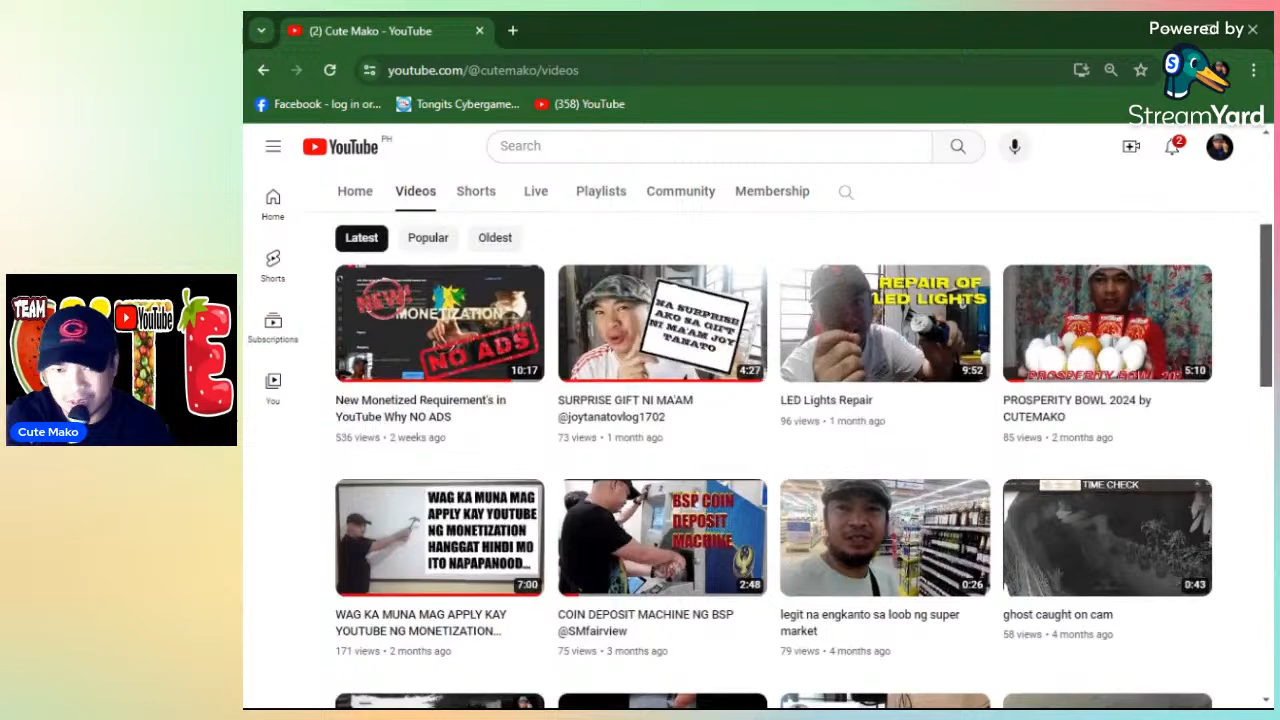 (2) Cute Mako - YouTube
Powered by
StreamYard
youtube.com/@cutemako/videos
Facebook - log in or...
Tongits Cybergame...
(358) YouTube
YouTube PH
Search
2
Home
Videos
Shorts
Live
Playlists
Community
Membership
Home
Shorts
Subscriptions
You
Latest
Popular
Oldest
NEW!
MONETIZATION
NO ADS
10:17
NA SURPRISE
AKO SA GIFT
NI MA'AM JOY
TANATO
4:27
REPAIR OF
LED LIGHTS
9:52
PROSPERITY BOWL
5:10
New Monetized Requirement's in
YouTube Why NO ADS
536 views • 2 weeks ago
SURPRISE GIFT NI MA'AM
@joytanatovlog1702
73 views • 1 month ago
LED Lights Repair
96 views • 1 month ago
PROSPERITY BOWL 2024 by
CUTEMAKO
85 views • 2 months ago
TEAM
YouTube
E
Cute Mako
WAG KA MUNA MAG
APPLY KAY YOUTUBE
NG MONETIZATION
HANGGAT HINDI MO
ITO NAPAPANOOD...
7:00
BSP COIN
DEPOSIT
MACHINE
2:48
0:26
TIME CHECK
0:43
WAG KA MUNA MAG APPLY KAY
YOUTUBE NG MONETIZATION...
171 views • 2 months ago
COIN DEPOSIT MACHINE NG BSP
@SMfairview
75 views • 3 months ago
legit na engkanto sa loob ng super
market
79 views • 4 months ago
ghost caught on cam
58 views • 4 months ago